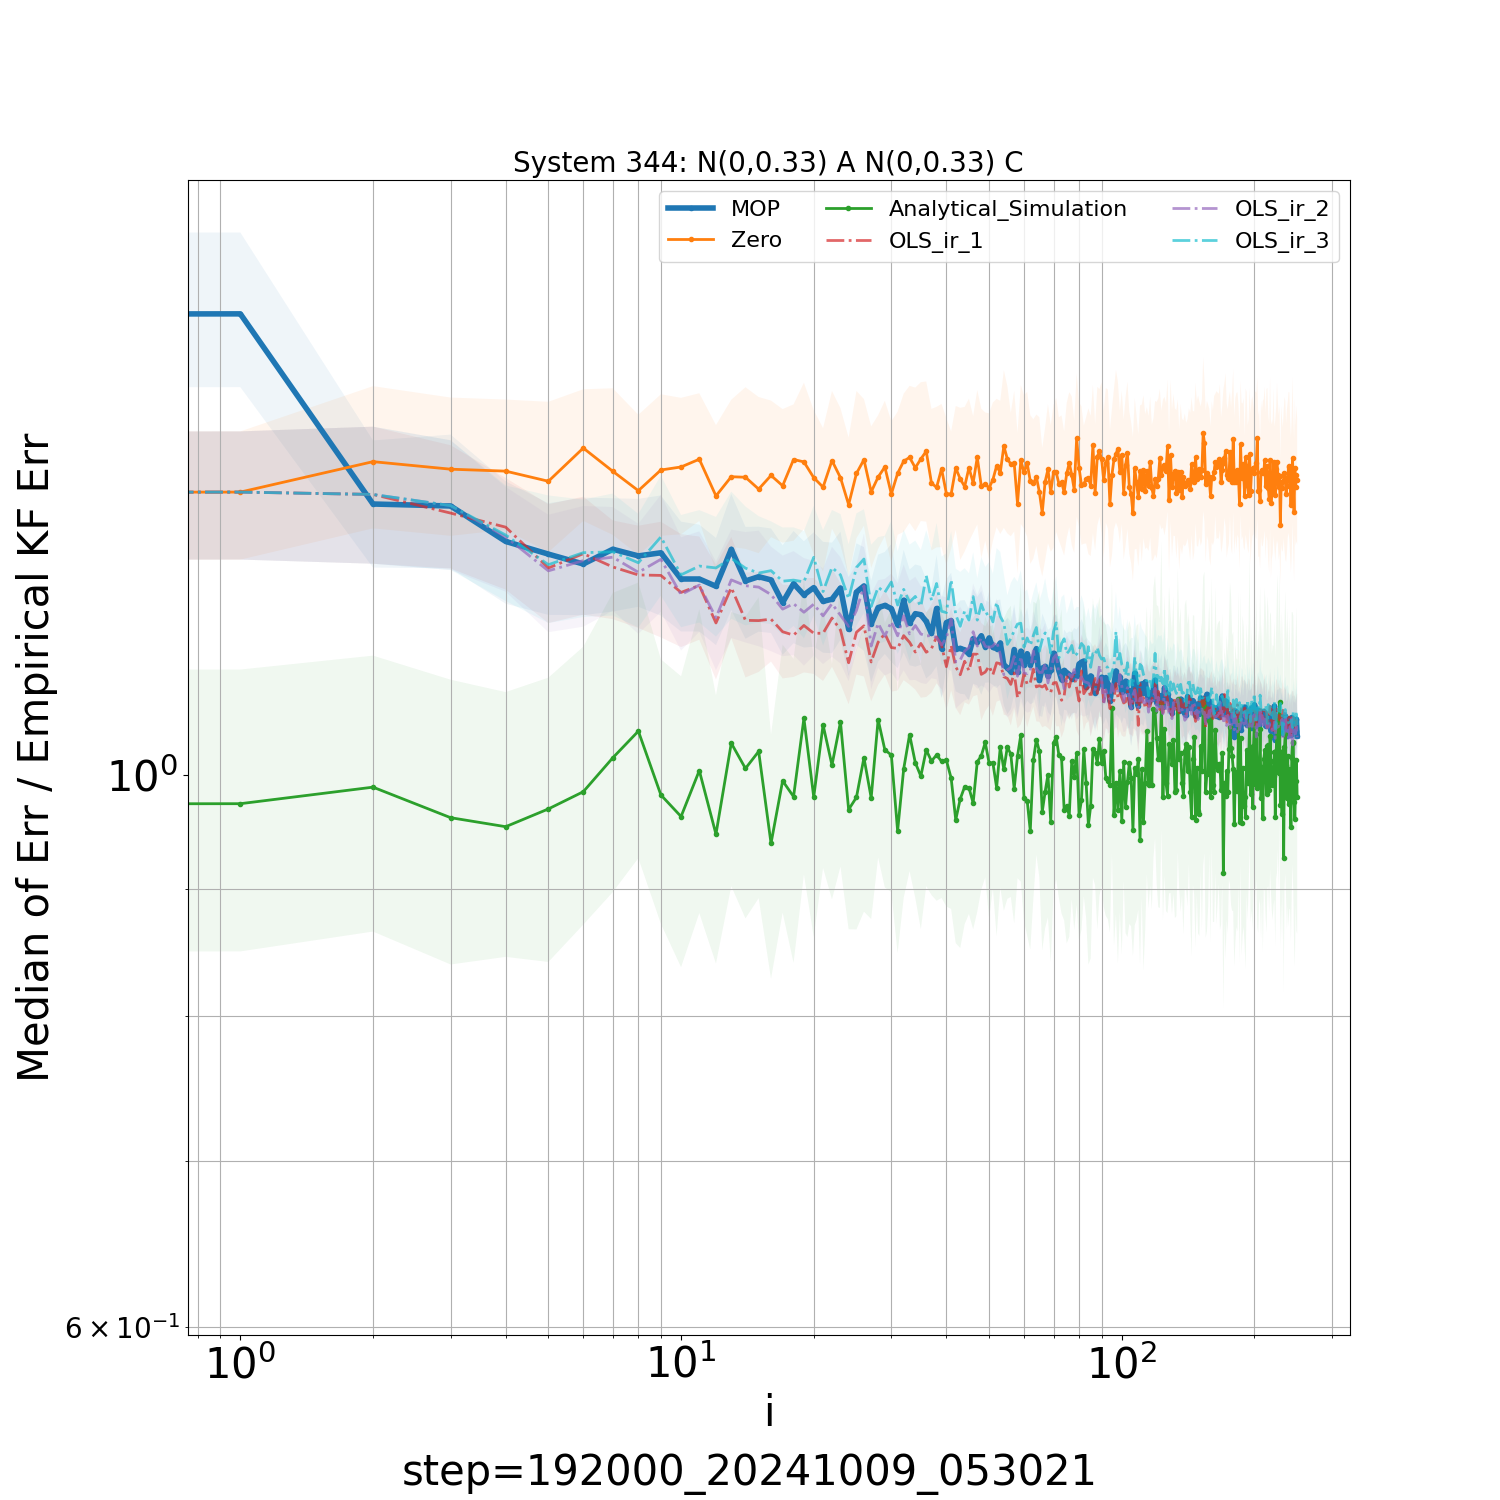 System 344: N(0,0.33) A N(0,0.33) C
MOP
Zero
Analytical_Simulation
OLS_ir_1
OLS_ir_2
OLS_ir_3
Median of Err / Empirical KF Err
10⁰
6 × 10⁻¹
10⁰ 10¹ 10²
i
step=192000_20241009_053021